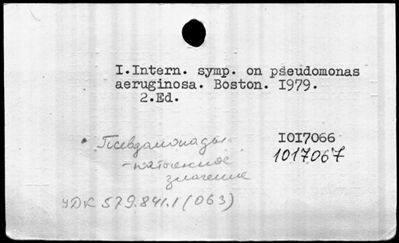 I.Intern. symp. on pseudomonas
aeruginosa. Boston. I979.
2.Ed.
IOI7066
1017067
Псевдомонады -
- патогенное
значение
УДК 579.841.1 (063)